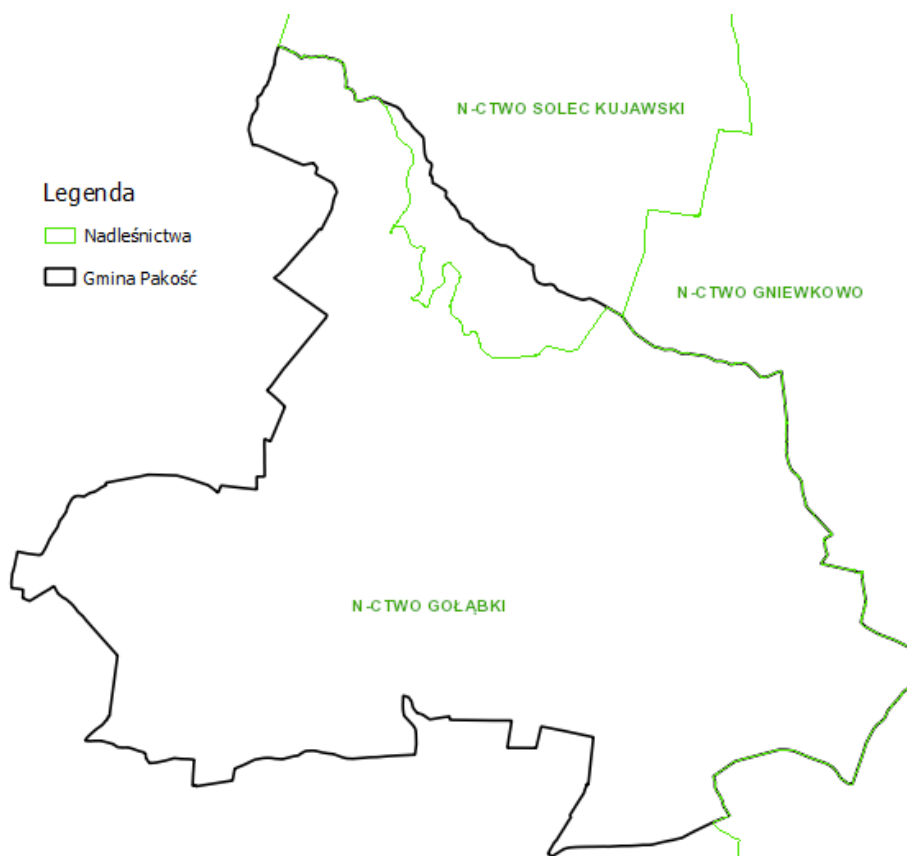 N-CTWO SOLEC KUJAWSKI
Legenda
Nadleśnictwa
Gmina Pakość
N-CTWO GNIEWKOWO
N-CTWO GOŁĄBKI